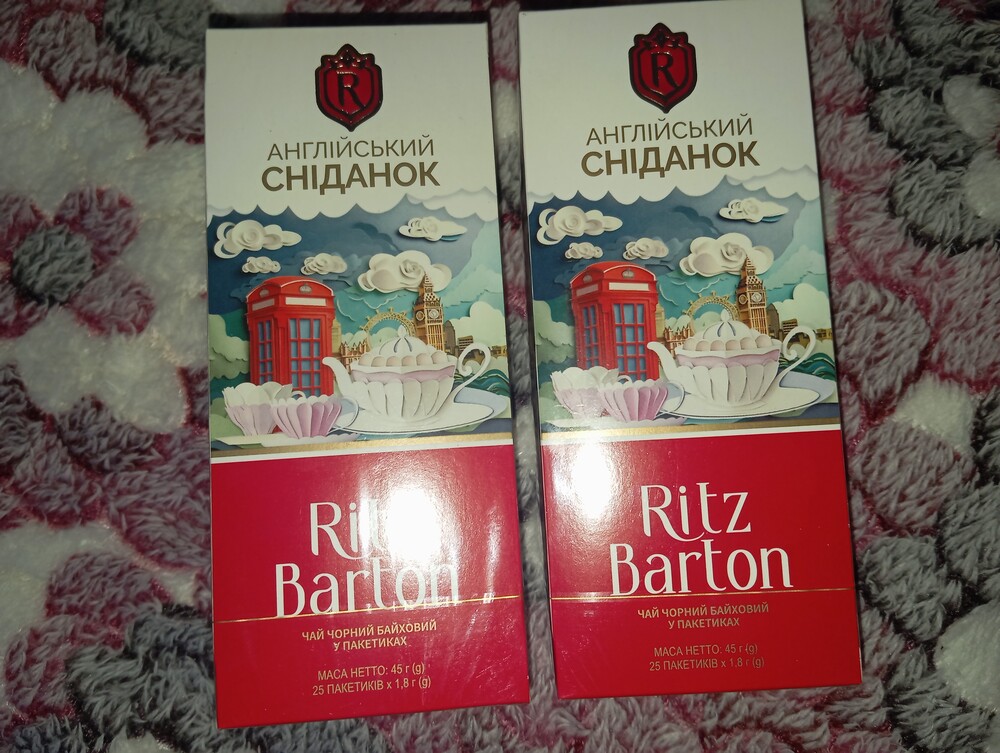 R
АНГЛІЙСЬКИЙ
СНІДАНОК
Ritz
Barton
ЧАЙ ЧОРНИЙ БАЙХОВИЙ
У ПАКЕТИКАХ
МАСА НЕТТО: 45 г (g)
25 ПАКЕТИКІВ х 1,8 г (g)
R
АНГЛІЙСЬКИЙ
СНІДАНОК
Ritz
Barton
ЧАЙ ЧОРНИЙ БАЙХОВИЙ
У ПАКЕТИКАХ
МАСА НЕТТО: 45 г (g)
25 ПАКЕТИКІВ х 1,8 г (g)